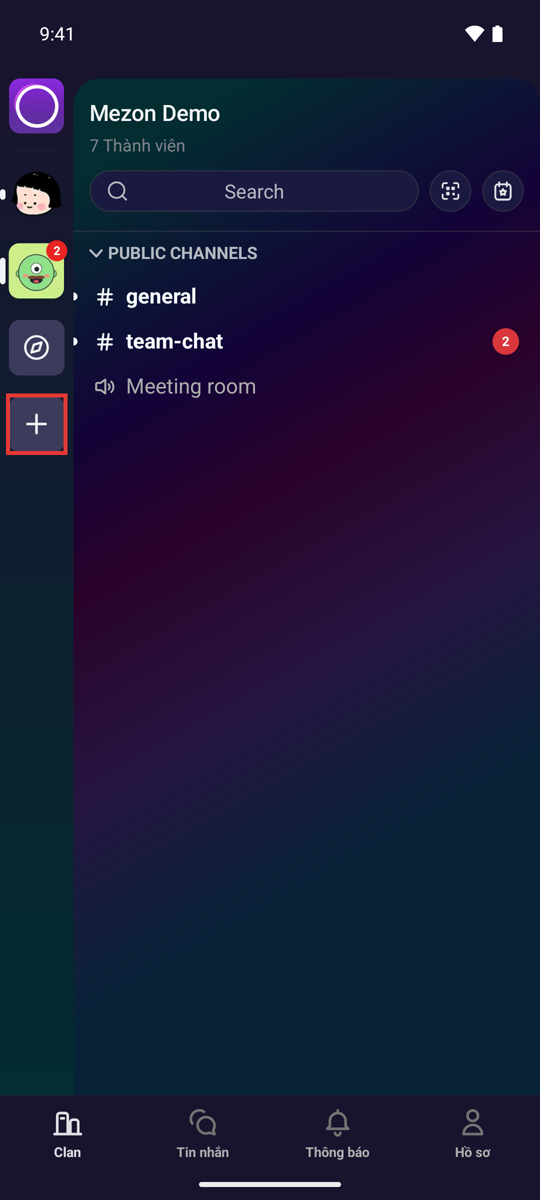 9:41
Mezon Demo
7 Thành viên
Search
PUBLIC CHANNELS
2
general
team-chat
2
Meeting room
Clan
Tin nhắn
Thông báo
Hồ sơ